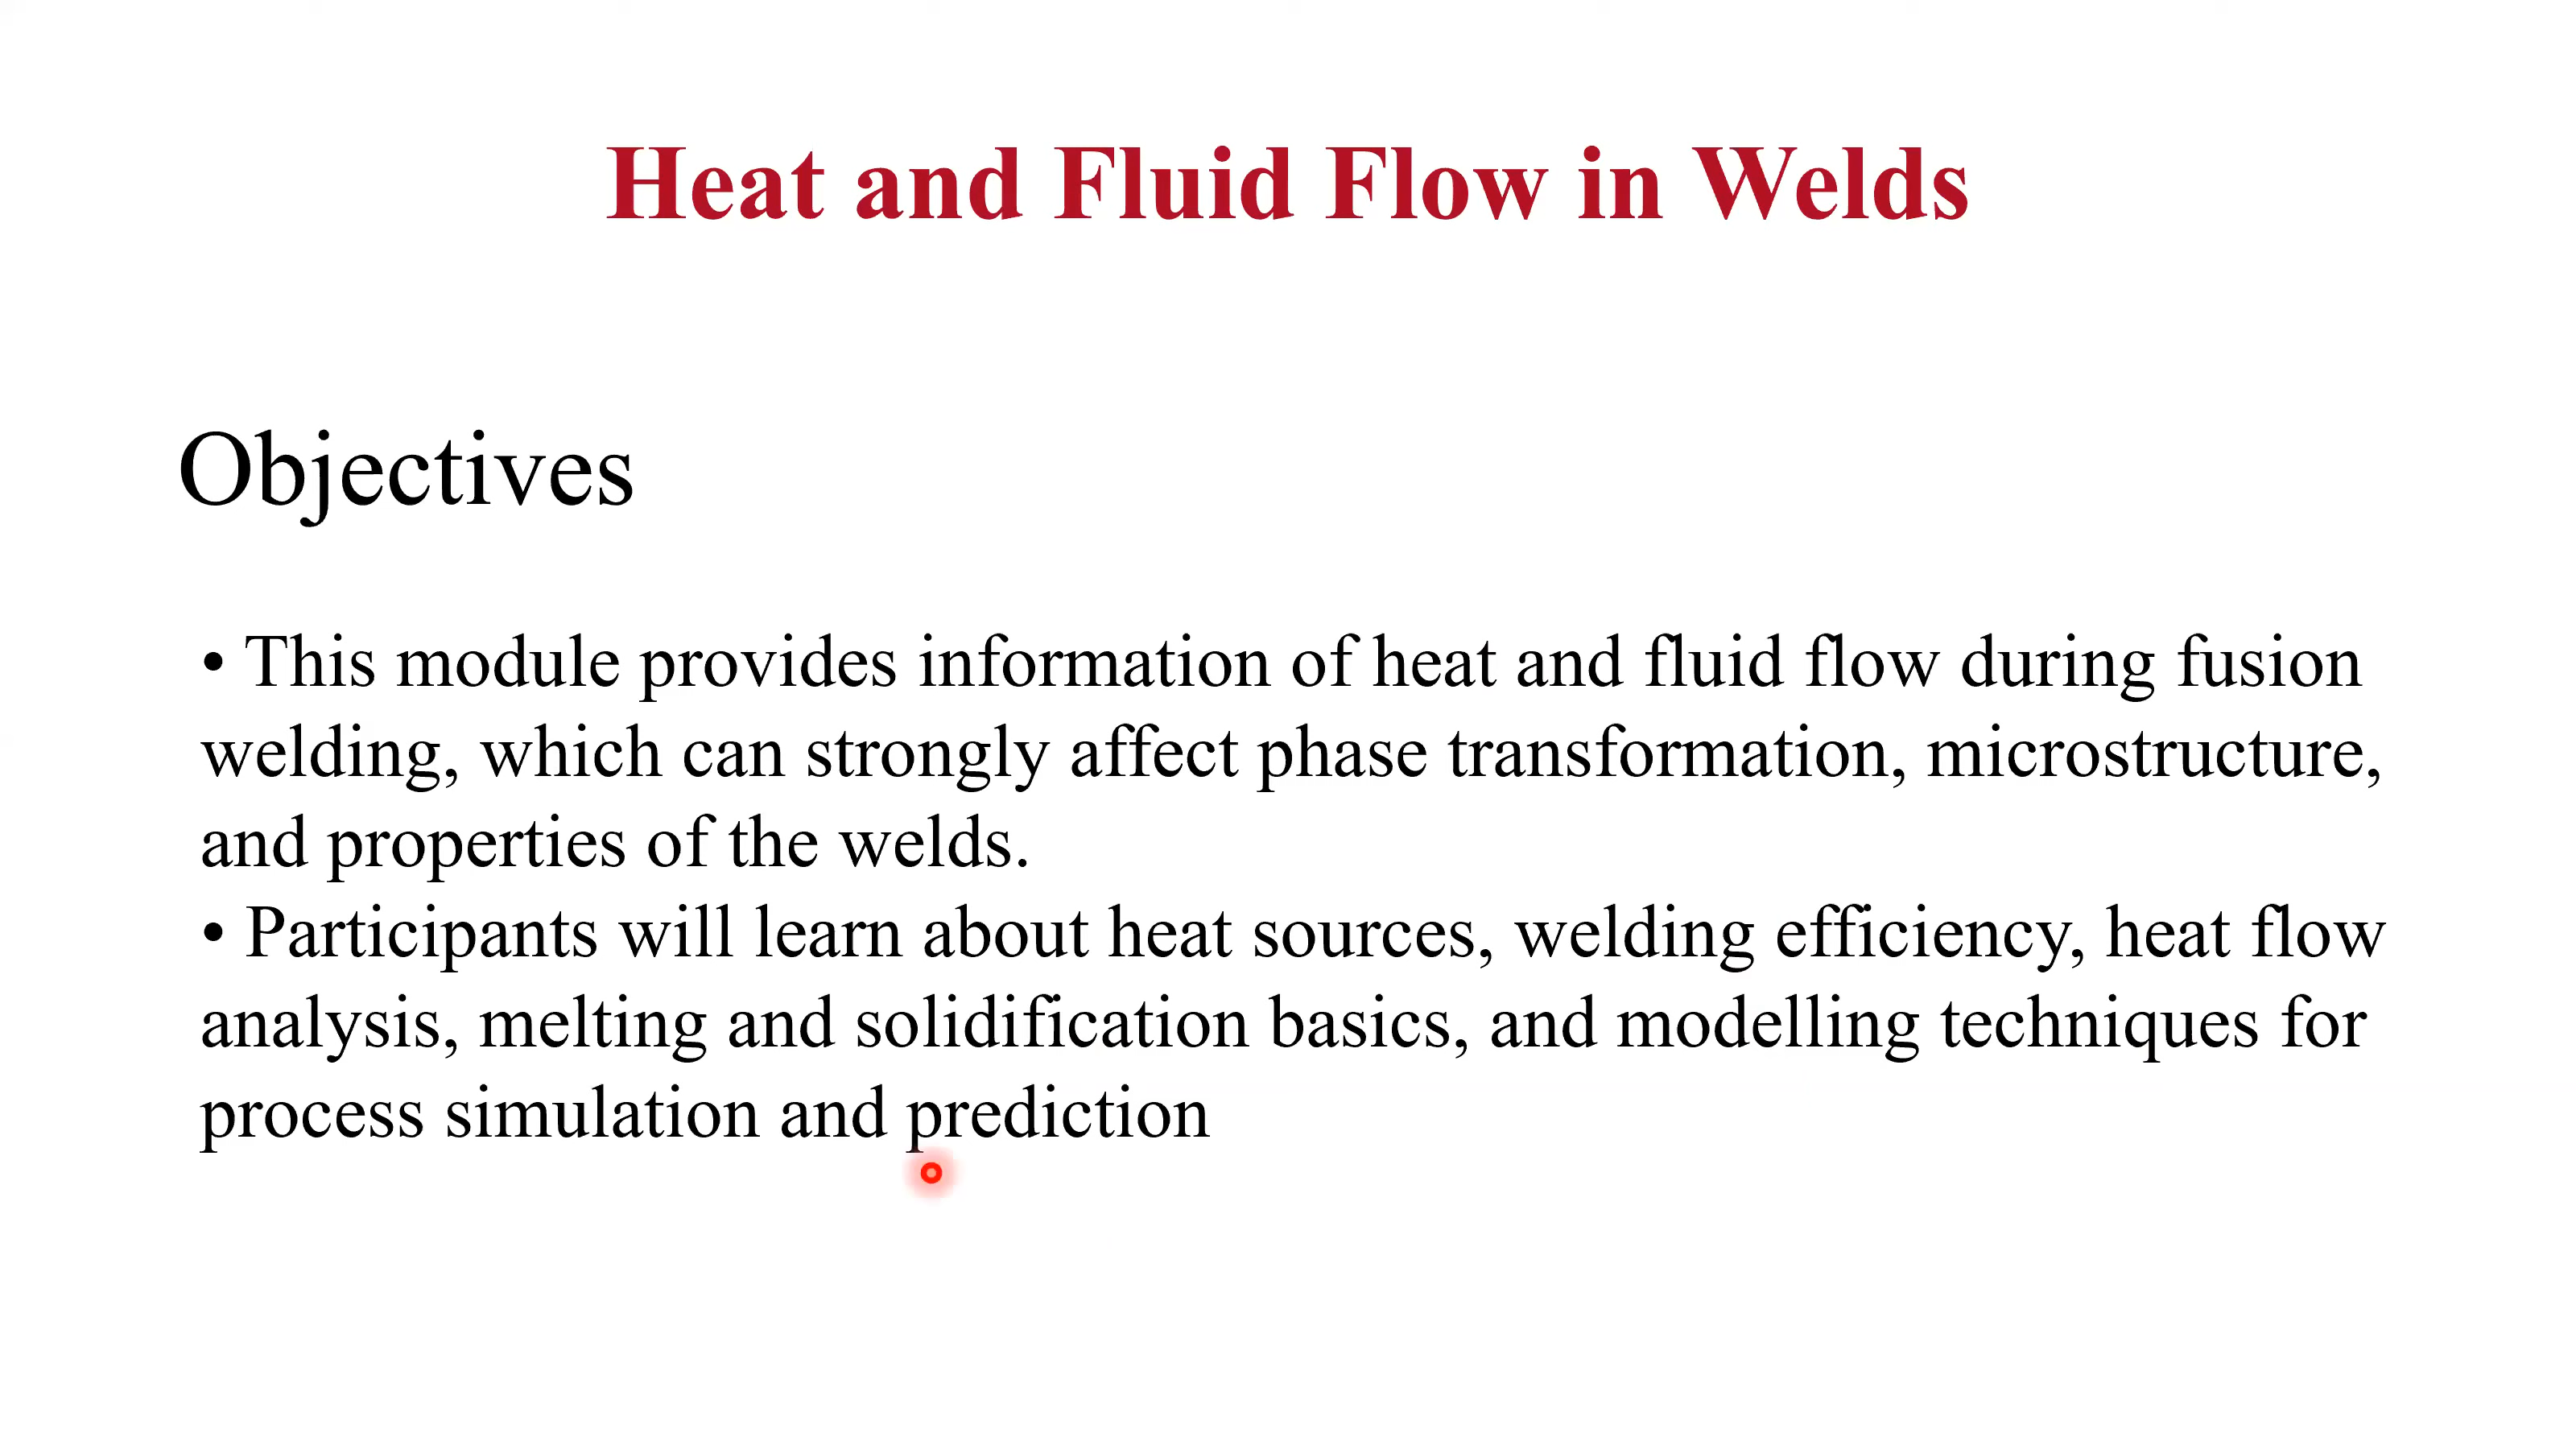 Heat and Fluid Flow in Welds
Objectives
• This module provides information of heat and fluid flow during fusion
welding, which can strongly affect phase transformation, microstructure,
and properties of the welds.
• Participants will learn about heat sources, welding efficiency, heat flow
analysis, melting and solidification basics, and modelling techniques for
process simulation and prediction